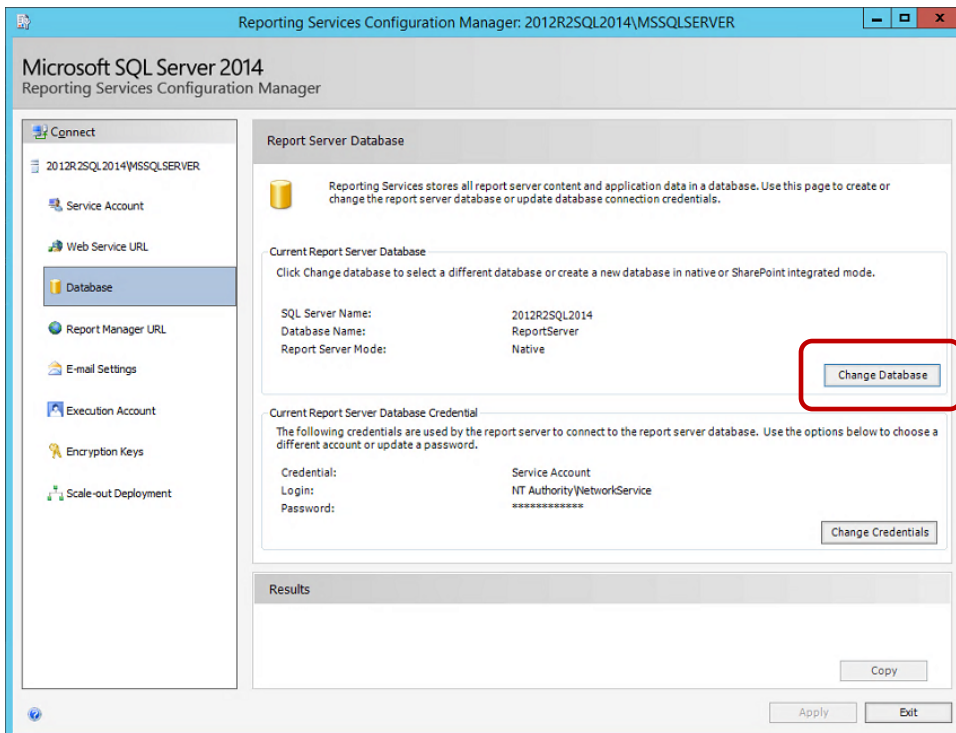 Reporting Services Configuration Manager: 2012R2SQL2014\MSSQLSERVER
Microsoft SQL Server 2014
Reporting Services Configuration Manager
Connect
2012R2SQL2014\MSSQLSERVER
Service Account
Web Service URL
Database
Report Manager URL
E-mail Settings
Execution Account
Encryption Keys
Scale-out Deployment
Report Server Database
Reporting Services stores all report server content and application data in a database. Use this page to create or
change the report server database or update database connection credentials.
Current Report Server Database
Click Change database to select a different database or create a new database in native or SharePoint integrated mode.
SQL Server Name: 2012R2SQL2014
Database Name: ReportServer
Report Server Mode: Native
Change Database
Current Report Server Database Credential
The following credentials are used by the report server to connect to the report server database. Use the options below to choose a
different account or update a password.
Credential: Service Account
Login: NT Authority\NetworkService
Password: ************
Change Credentials
Results
Copy
Apply Exit